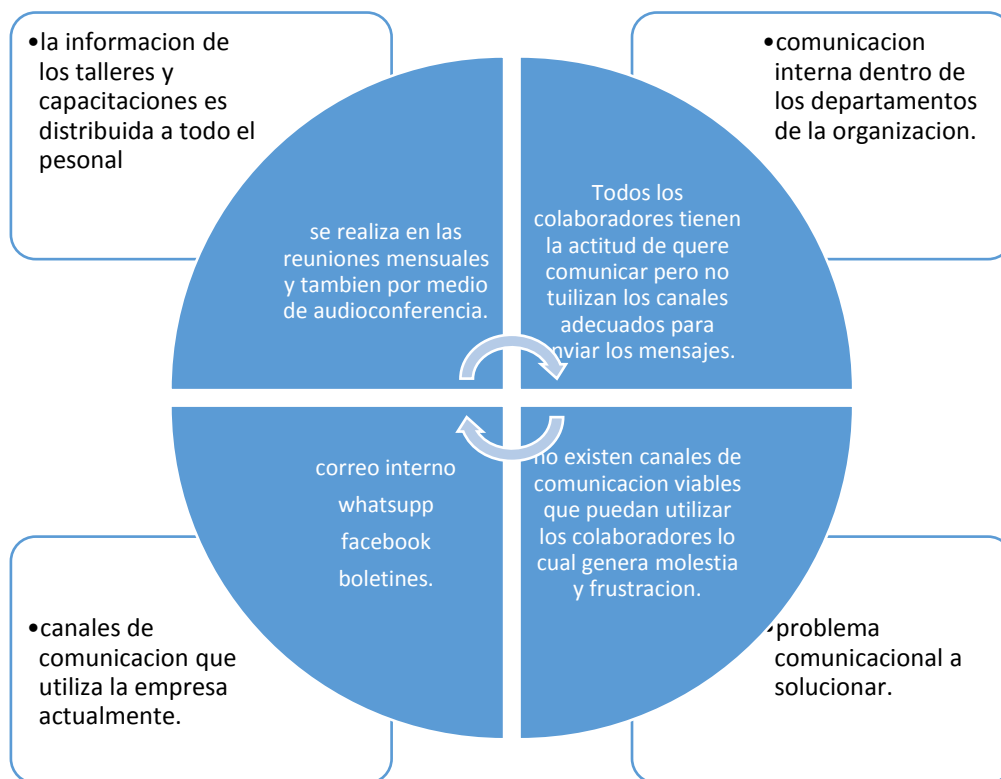 •la informacion de
los talleres y
capacitaciones es
distribuida a todo el
pesonal
•comunicacion
interna dentro de
los departamentos
de la organizacion.
se realiza en las
reuniones mensuales
y tambien por medio
de audioconferencia.
Todos los
colaboradores tienen
la actitud de quere
comunicar pero no
tuilizan los canales
adecuados para
enviar los mensajes.
correo interno
whatsupp
facebook
boletines.
no existen canales de
comunicacion viables
que puedan utilizar
los colaboradores lo
cual genera molestia
y frustracion.
•canales de
comunicacion que
utiliza la empresa
actualmente.
•problema
comunicacional a
solucionar.